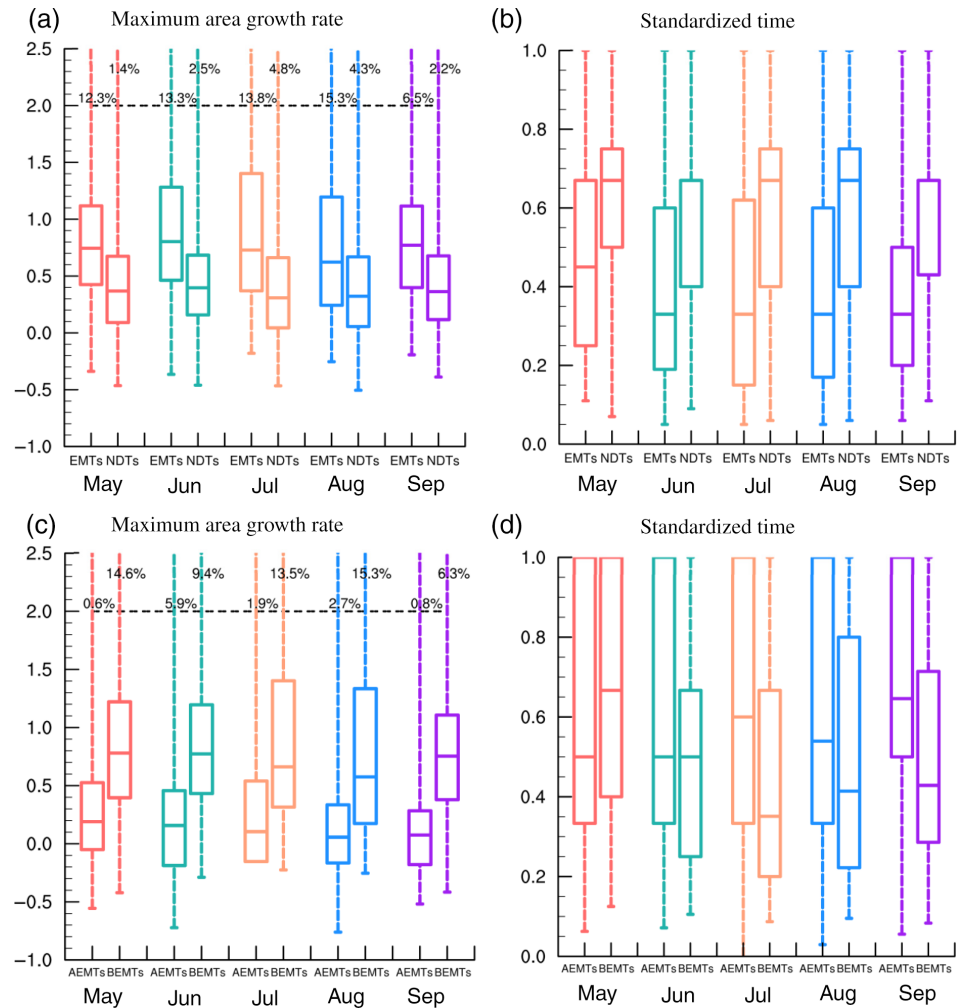 (a) Maximum area growth rate
2.5
1.4% 2.5% 4.8% 4.3% 2.2%
12.3% 13.3% 13.8% 15.3% 6.5%
2.0
1.5
1.0
0.5
0.0
−0.5
−1.0
EMTs NDTs EMTs NDTs EMTs NDTs EMTs NDTs EMTs NDTs
May Jun Jul Aug Sep
(b) Standardized time
1.0
0.8
0.6
0.4
0.2
0.0
EMTs NDTs EMTs NDTs EMTs NDTs EMTs NDTs EMTs NDTs
May Jun Jul Aug Sep
(c) Maximum area growth rate
2.5
14.6% 9.4% 13.5% 15.3% 6.3%
0.6% 5.9% 1.9% 2.7% 0.8%
2.0
1.5
1.0
0.5
0.0
−0.5
−1.0
AEMTs BEMTs AEMTs BEMTs AEMTs BEMTs AEMTs BEMTs AEMTs BEMTs
May Jun Jul Aug Sep
(d) Standardized time
1.0
0.8
0.6
0.4
0.2
0.0
AEMTs BEMTs AEMTs BEMTs AEMTs BEMTs AEMTs BEMTs AEMTs BEMTs
May Jun Jul Aug Sep